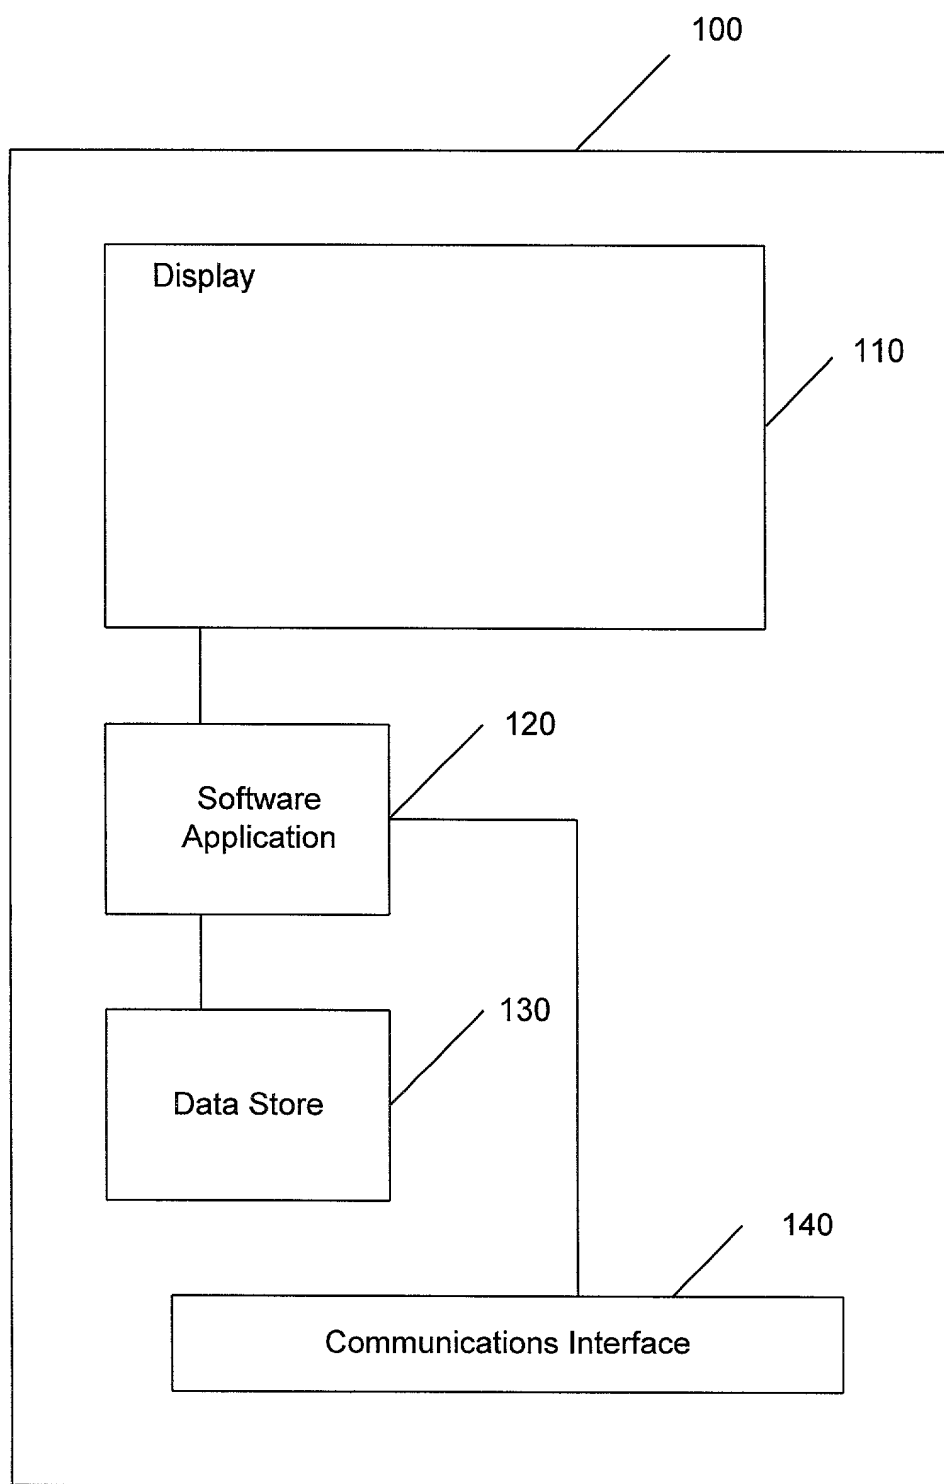 100
Display
110
120
Software
Application
130
Data Store
140
Communications Interface